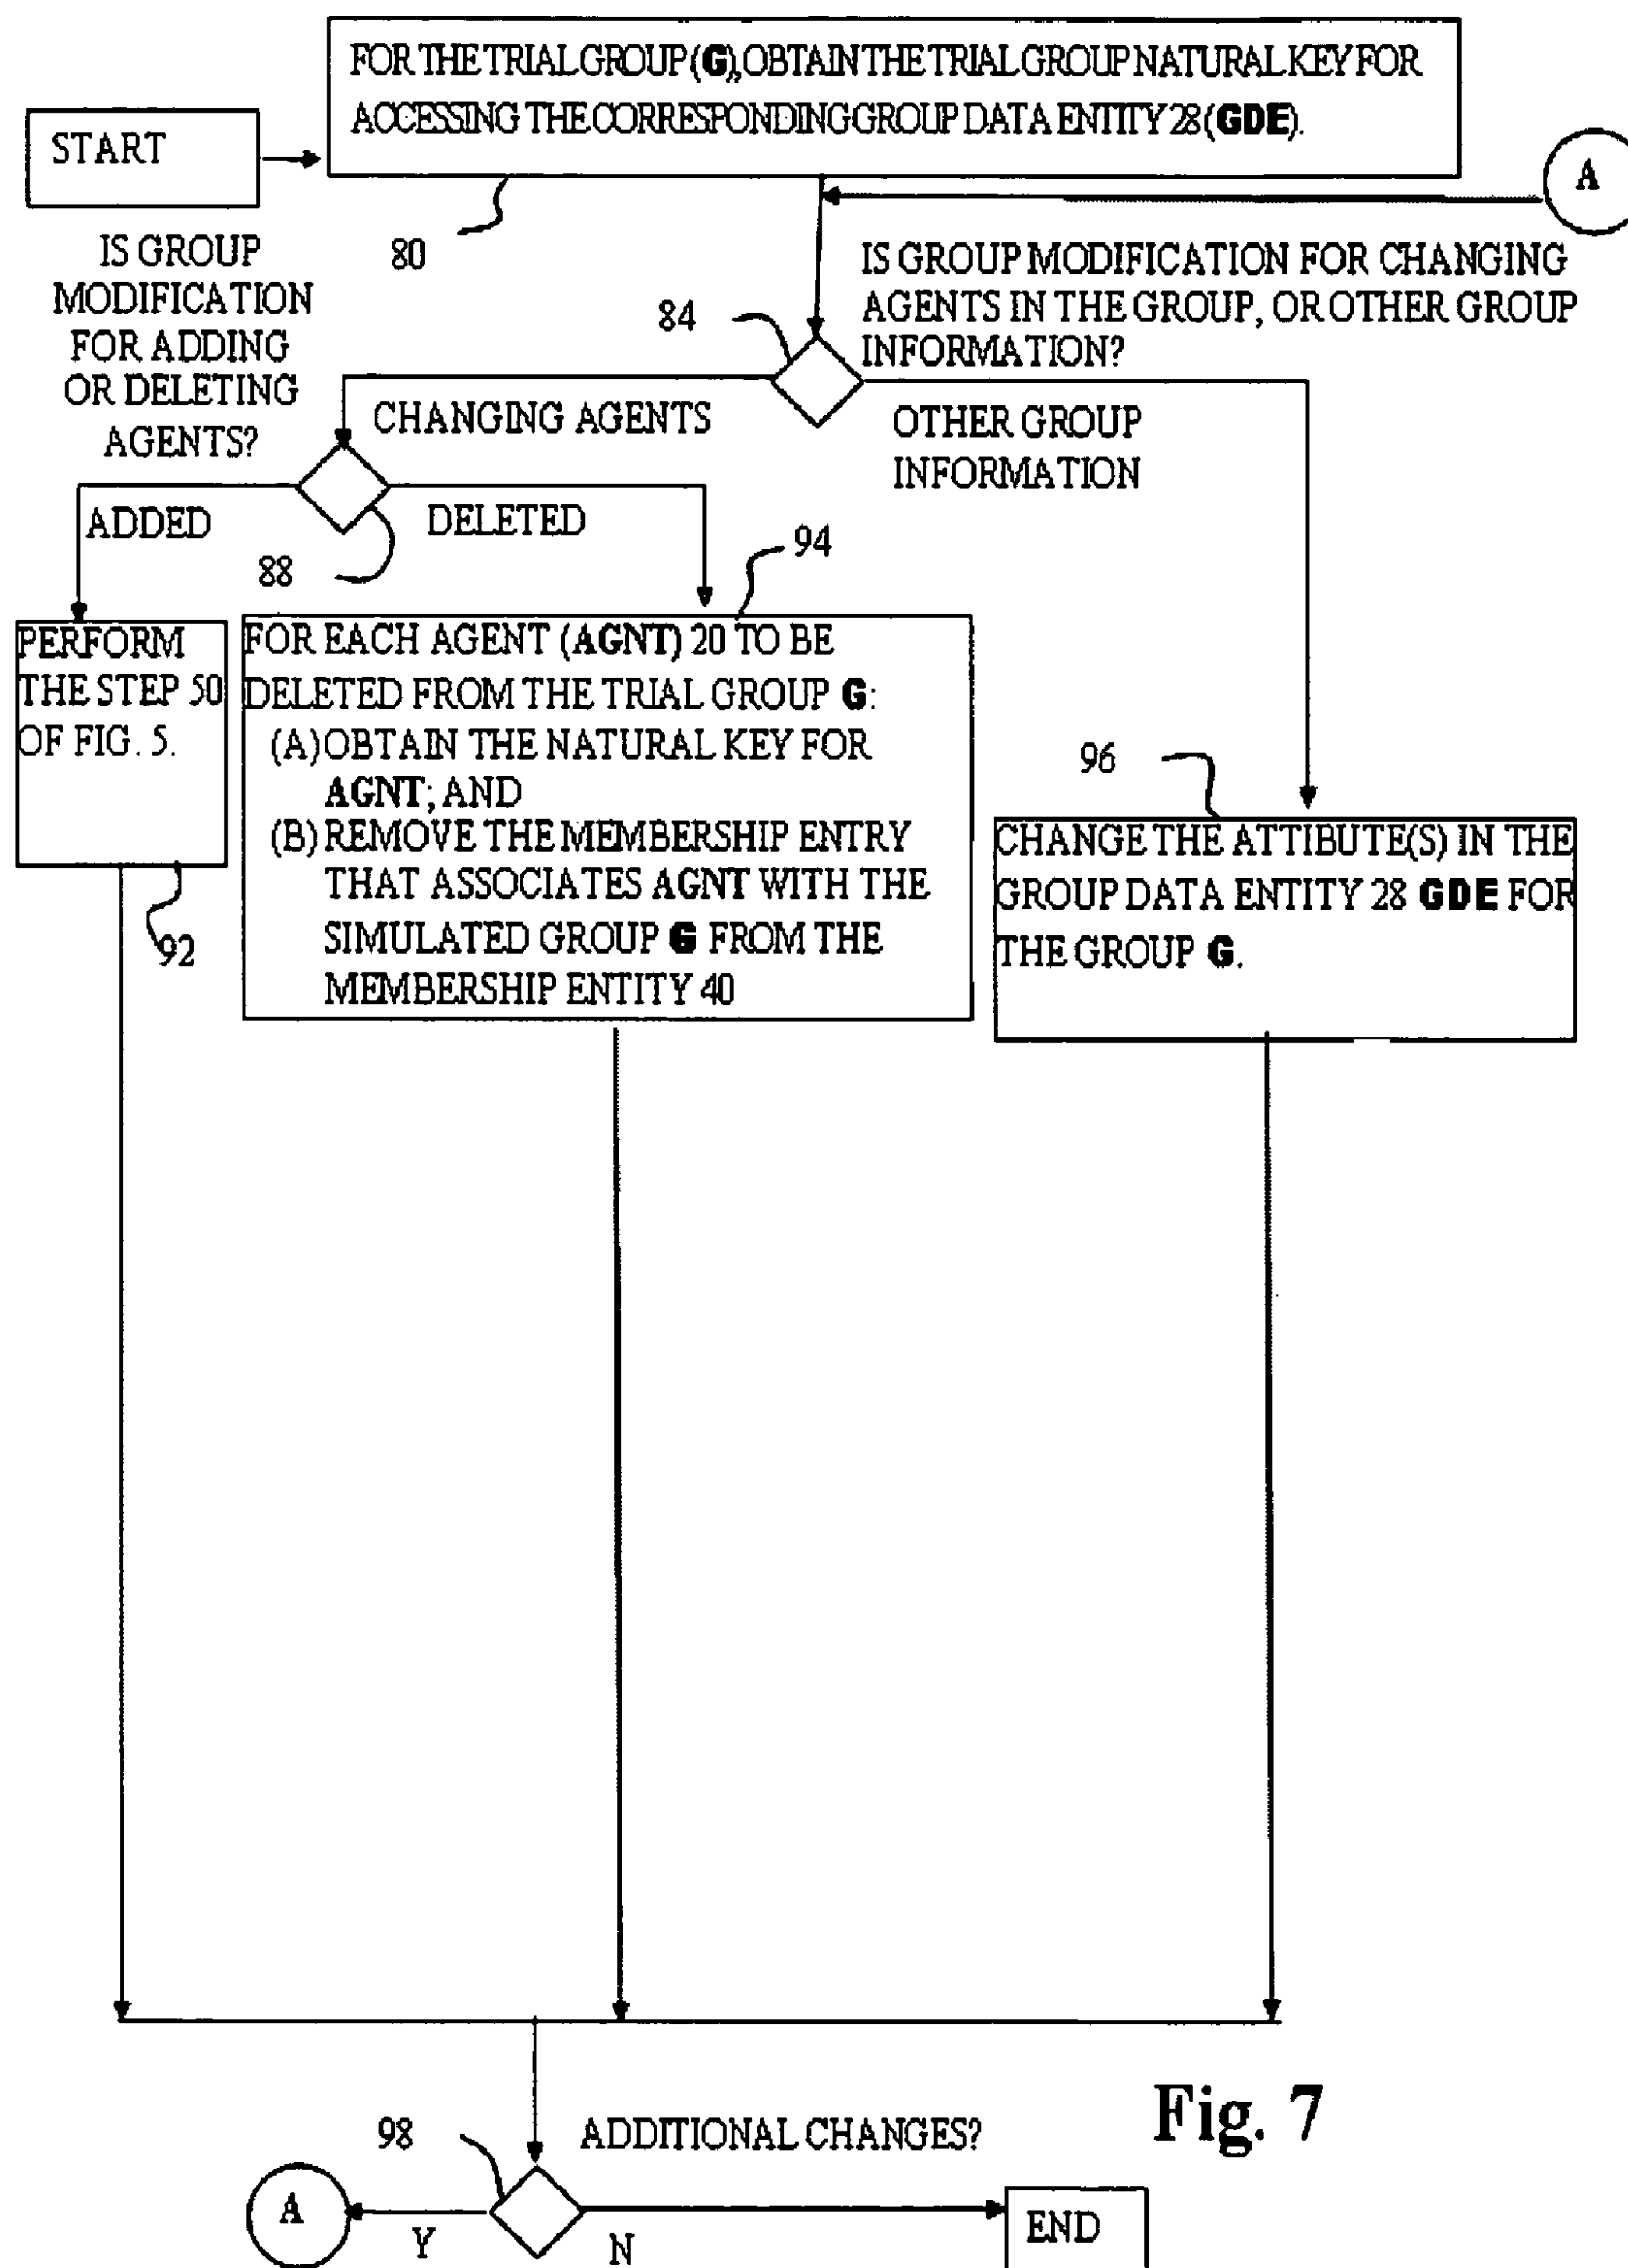 FOR THE TRIAL GROUP (G), OBTAIN THE TRIAL GROUP NATURAL KEY FOR
ACCESSING THE CORRESPONDING GROUP DATA ENTITY 28 (GDE).
START
A
80
IS GROUP
MODIFICATION
FOR ADDING
OR DELETING
AGENTS?
IS GROUP MODIFICATION FOR CHANGING
AGENTS IN THE GROUP, OR OTHER GROUP
INFORMATION?
84
CHANGING AGENTS
OTHER GROUP
INFORMATION
ADDED
DELETED
88
94
PERFORM
THE STEP 50
OF FIG. 5.
92
FOR EACH AGENT (AGNT) 20 TO BE
DELETED FROM THE TRIAL GROUP G:
(A) OBTAIN THE NATURAL KEY FOR
AGNT; AND
(B) REMOVE THE MEMBERSHIP ENTRY
THAT ASSOCIATES AGNT WITH THE
SIMULATED GROUP G FROM THE
MEMBERSHIP ENTITY 40
96
CHANGE THE ATTIBUTE(S) IN THE
GROUP DATA ENTITY 28 GDE FOR
THE GROUP G.
Fig. 7
98
ADDITIONAL CHANGES?
A
Y
N
END